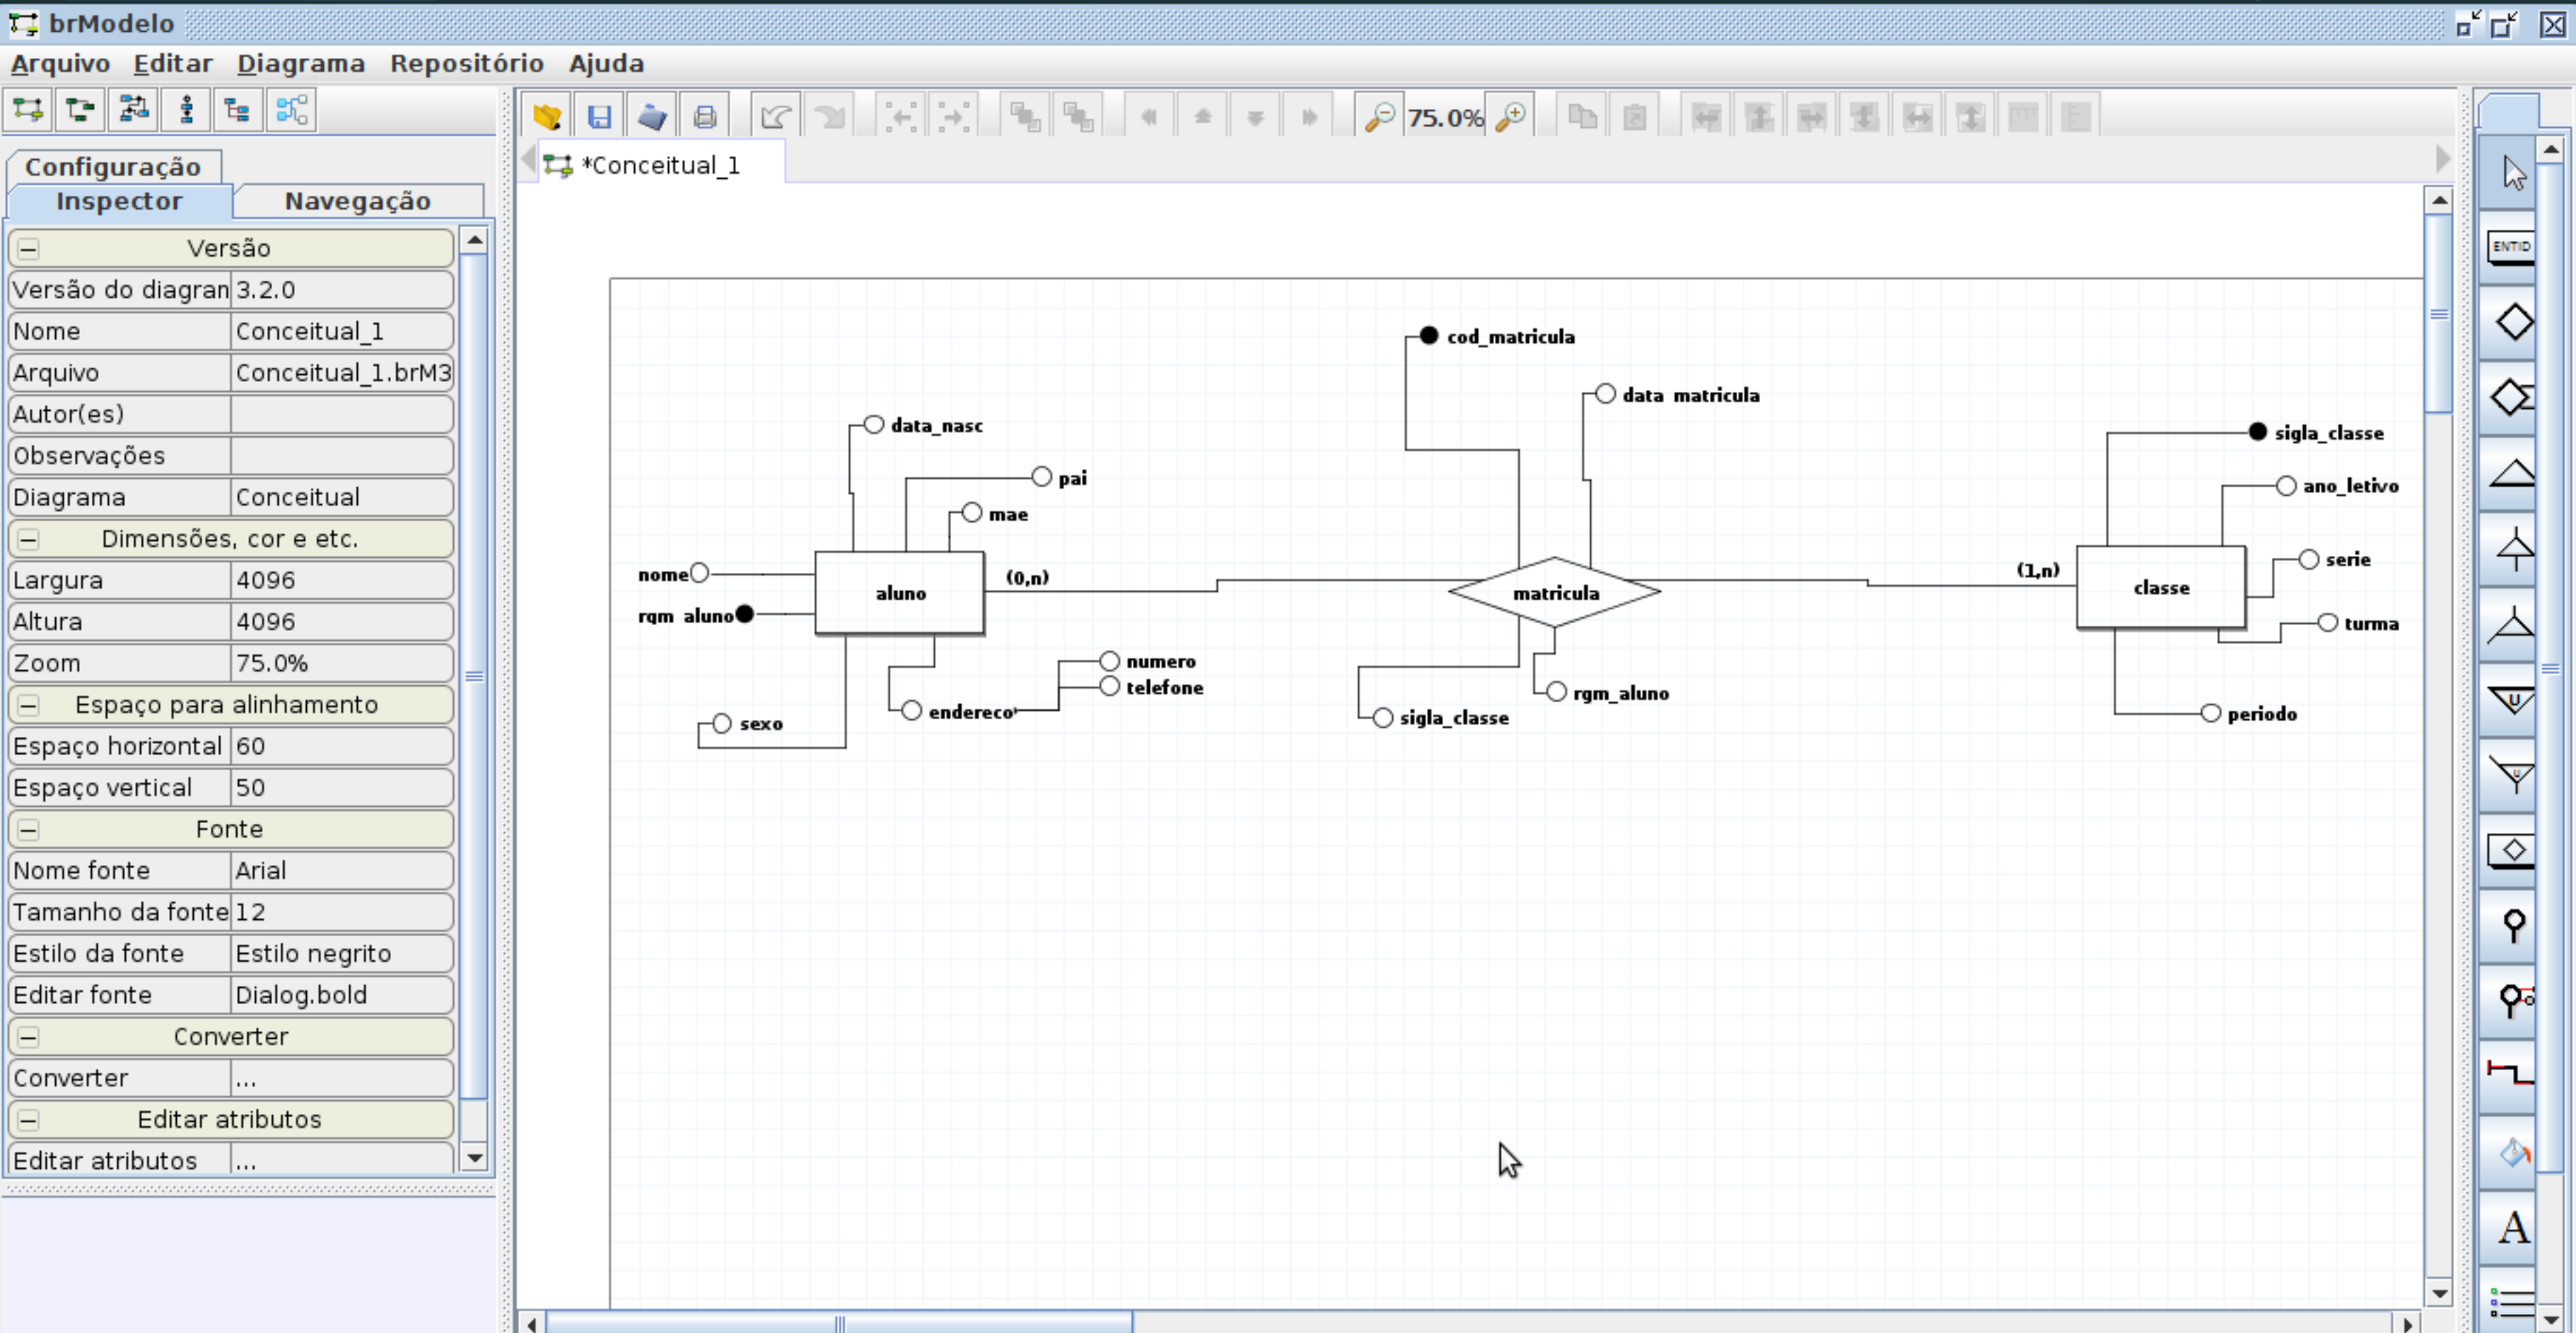 brModelo
Arquivo Editar Diagrama Repositório Ajuda
75.0%
*Conceitual_1
Configuração
Inspector Navegação
Versão
Versão do diagran 3.2.0
Nome Conceitual_1
Arquivo Conceitual_1.brM3
Autor(es)
Observações
Diagrama Conceitual
Dimensões, cor e etc.
Largura 4096
Altura 4096
Zoom 75.0%
Espaço para alinhamento
Espaço horizontal 60
Espaço vertical 50
Fonte
Nome fonte Arial
Tamanho da fonte 12
Estilo da fonte Estilo negrito
Editar fonte Dialog.bold
Converter
Converter ...
Editar atributos
Editar atributos ...
cod_matricula
data matricula
data_nasc
pai
mae
nome
rgm aluno
aluno
(0,n)
numero
telefone
endereco
sexo
matricula
rgm_aluno
sigla_classe
sigla_classe
ano_letivo
(1,n)
classe
serie
turma
periodo
ENTID
U
U
A